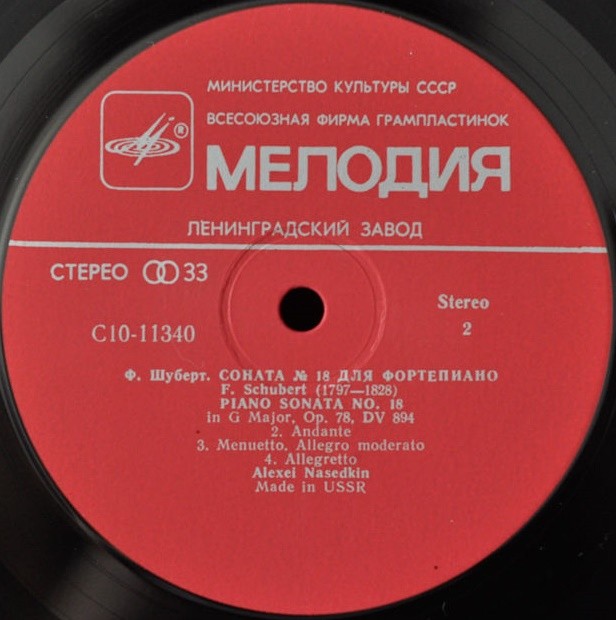 МИНИСТЕРСТВО КУЛЬТУРЫ СССР
ВСЕСОЮЗНАЯ ФИРМА ГРАМПЛАСТИНОК
®
МЕЛОДИЯ
ЛЕНИНГРАДСКИЙ ЗАВОД
СТЕРЕО 33
Stereo
С10-11340
2
Ф. Шуберт. СОНАТА № 18 ДЛЯ ФОРТЕПИАНО
F. Schubert (1797—1828)
PIANO SONATA NO. 18
in G Major, Op. 78, DV 894
2. Andante
3. Menuetto, Allegro moderato
4. Allegretto
Alexei Nasedkin
Made in USSR